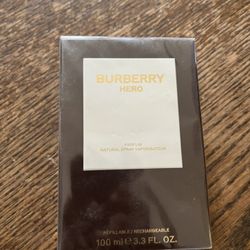 BURBERRY
HERO
PARFUM
NATURAL SPRAY VAPORISATEUR
REFILLABLE / RECHARGEABLE
100 ml ℮ 3.3 FL. OZ.